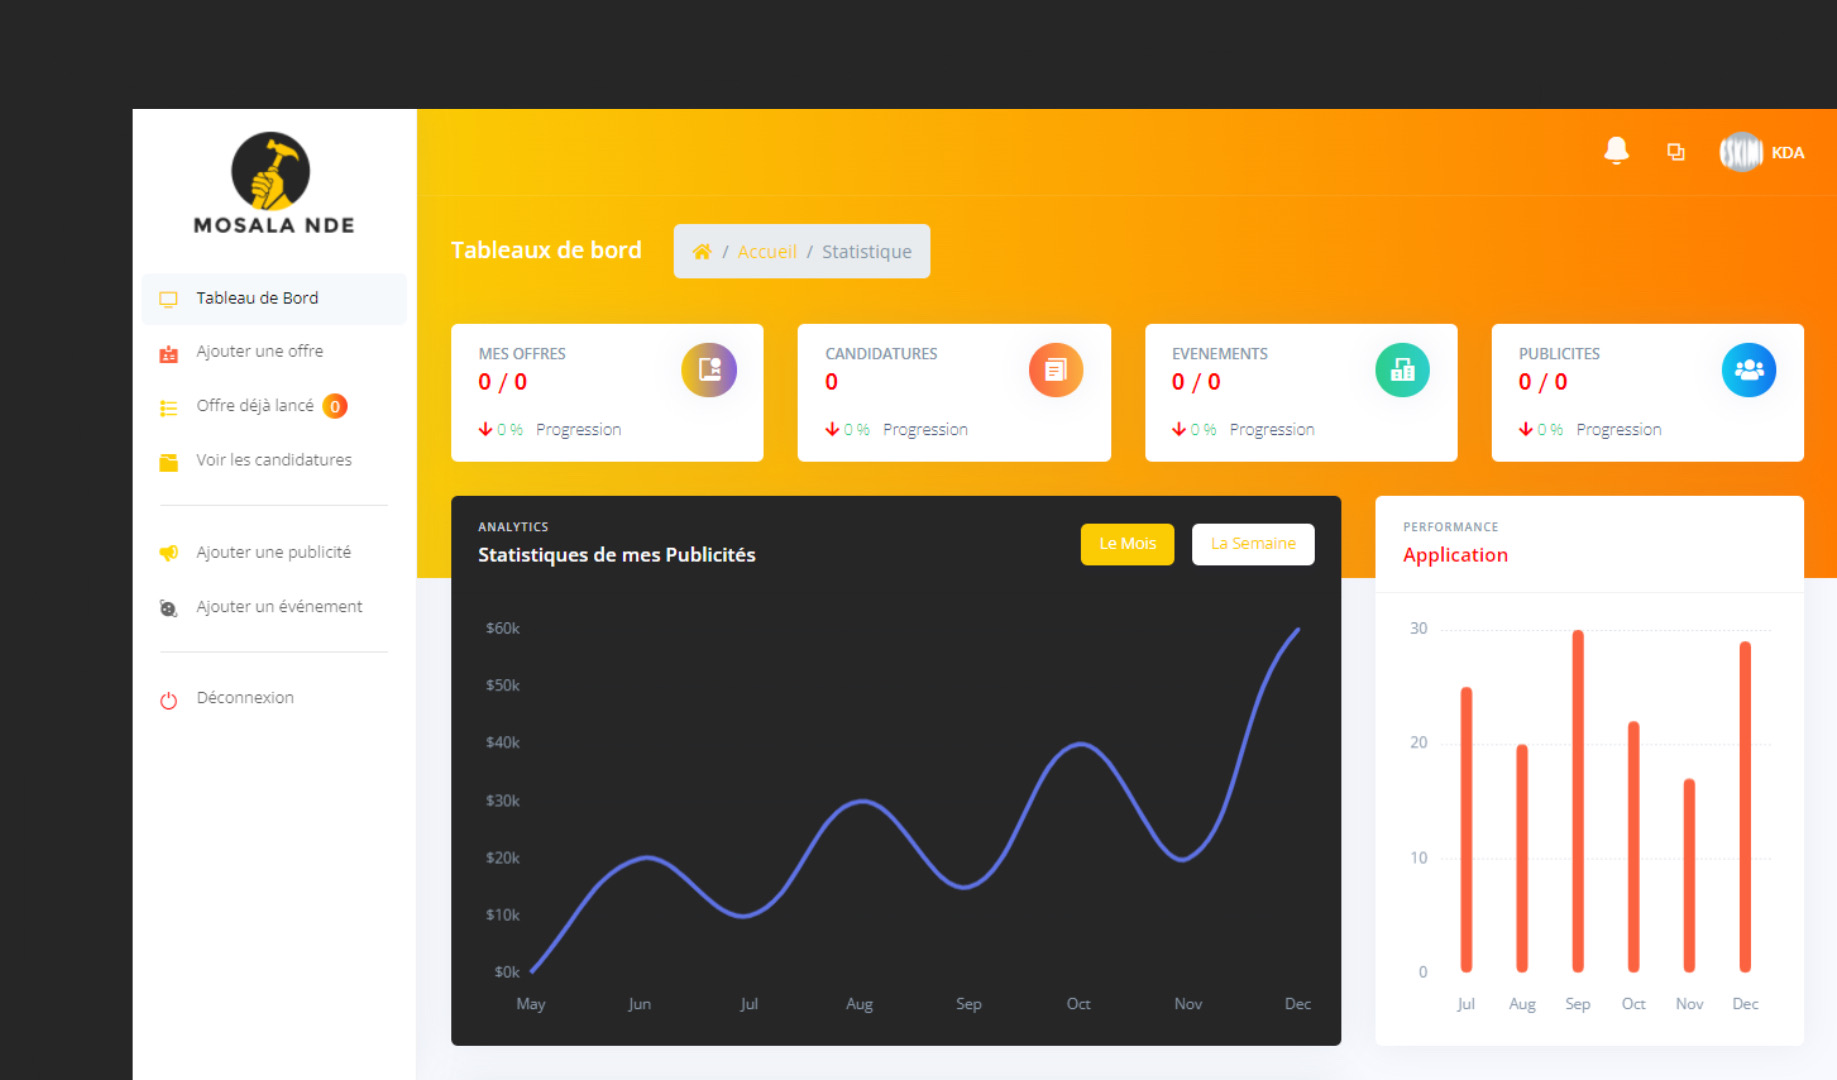 MOSALA NDE
Tableau de Bord
Ajouter une offre
Offre déjà lancé 0
Voir les candidatures
Ajouter une publicité
Ajouter un événement
Déconnexion
KDA
Tableaux de bord
/ Accueil / Statistique
MES OFFRES
0 / 0
0 % Progression
CANDIDATURES
0
0 % Progression
EVENEMENTS
0 / 0
0 % Progression
PUBLICITES
0 / 0
0 % Progression
ANALYTICS
Statistiques de mes Publicités
Le Mois
La Semaine
$60k
$50k
$40k
$30k
$20k
$10k
$0k
May Jun Jul Aug Sep Oct Nov Dec
PERFORMANCE
Application
30
20
10
0
Jul Aug Sep Oct Nov Dec